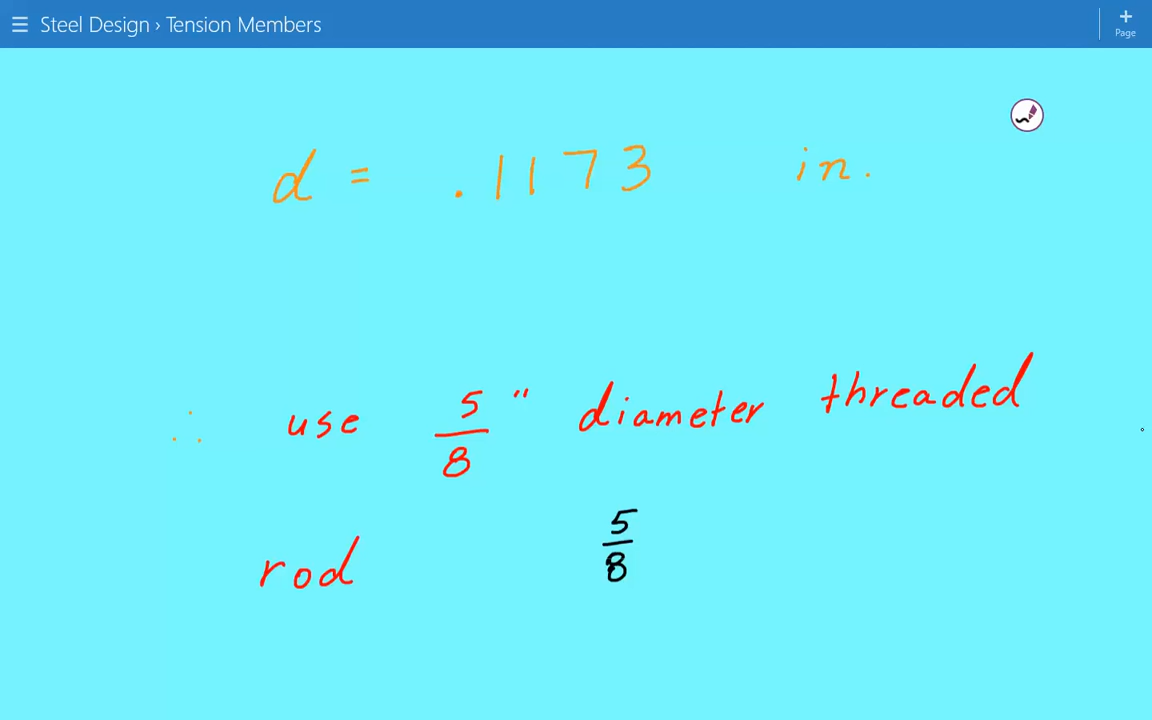 Steel Design › Tension Members
Page
d = .1173 in.
∴ use 5/8" diameter threaded
rod 5/8